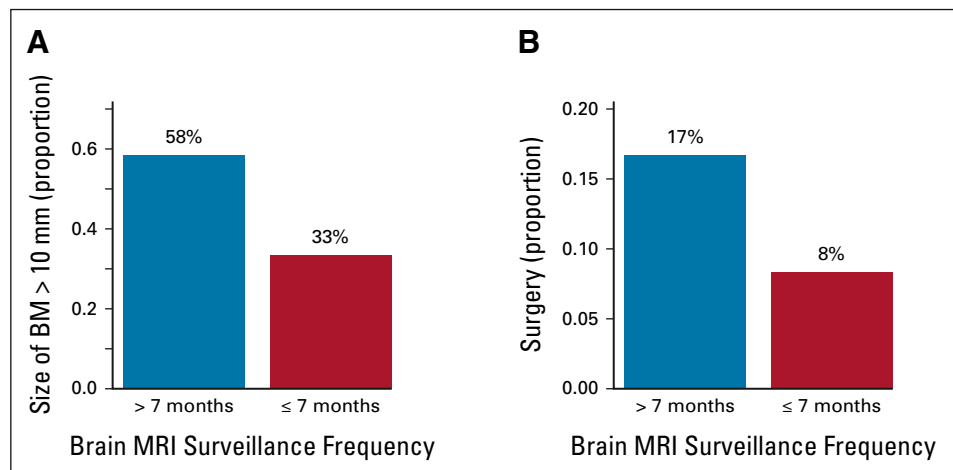 A
Size of BM > 10 mm (proportion)
0.6
0.4
0.2
0.0
58%
33%
> 7 months
≤ 7 months
Brain MRI Surveillance Frequency
B
Surgery (proportion)
0.20
0.15
0.10
0.05
0.00
17%
8%
> 7 months
≤ 7 months
Brain MRI Surveillance Frequency